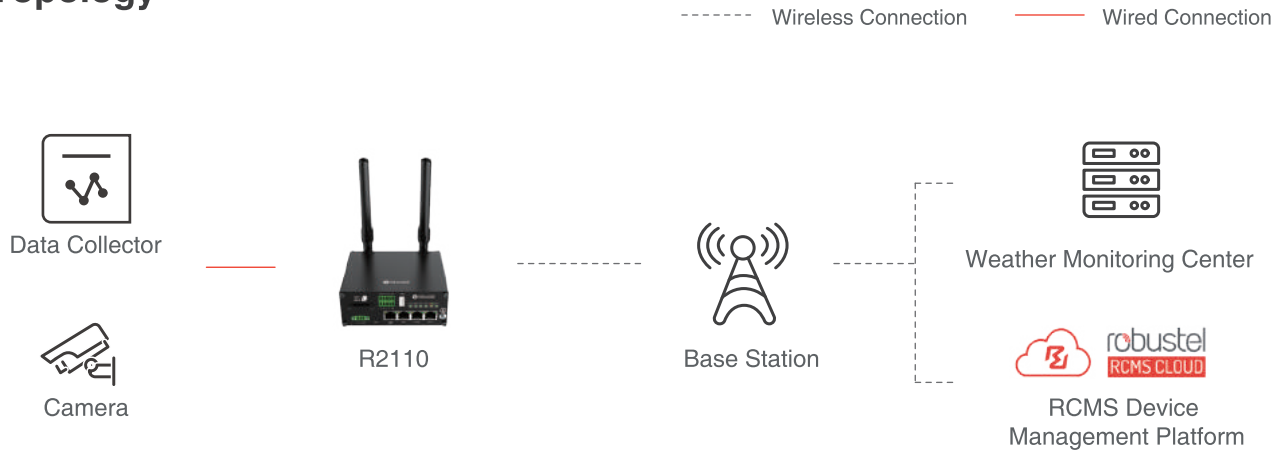 Topology
Wireless Connection
Wired Connection
Data Collector
Camera
R2110
Base Station
Weather Monitoring Center
robustel
RCMS CLOUD
RCMS Device
Management Platform